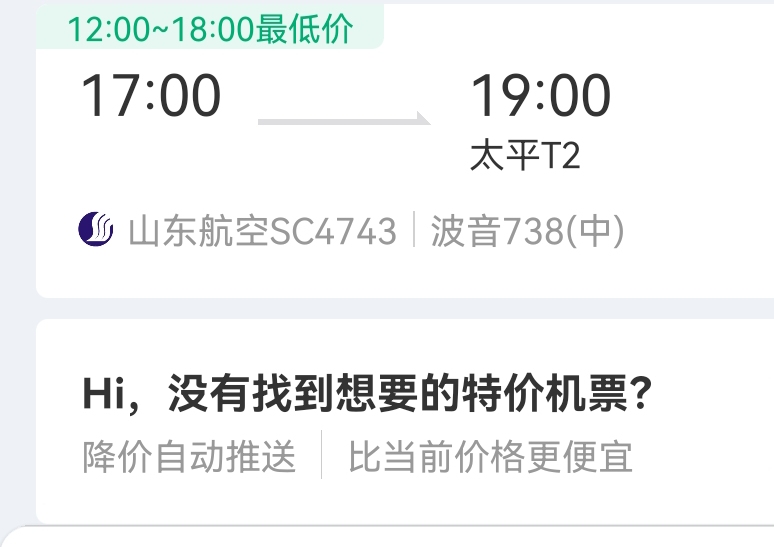 12:00~18:00最低价
17:00 19:00
太平T2
山东航空SC4743 波音738(中)
Hi，没有找到想要的特价机票?
降价自动推送 比当前价格更便宜